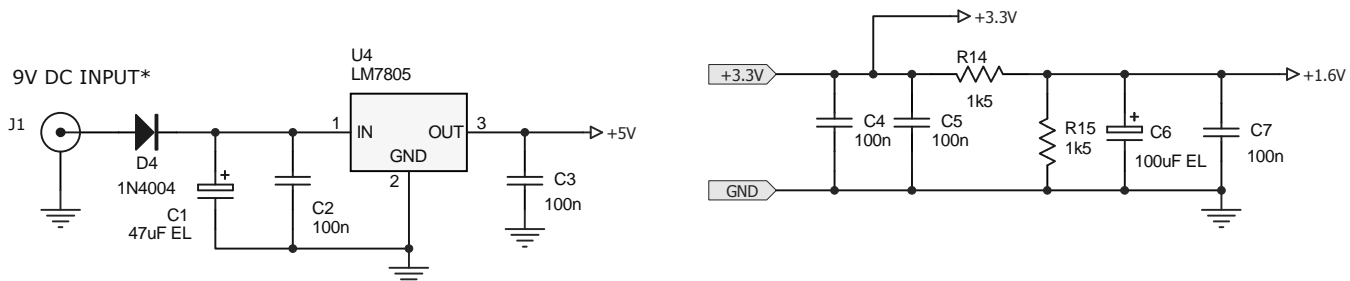 9V DC INPUT*
J1
D4
1N4004
C1
47uF EL
C2
100n
U4
LM7805
1
IN
OUT
3
GND
2
+5V
C3
100n
+3.3V
+3.3V
GND
C4
100n
C5
100n
R14
1k5
R15
1k5
+
C6
100uF EL
C7
100n
+1.6V
+